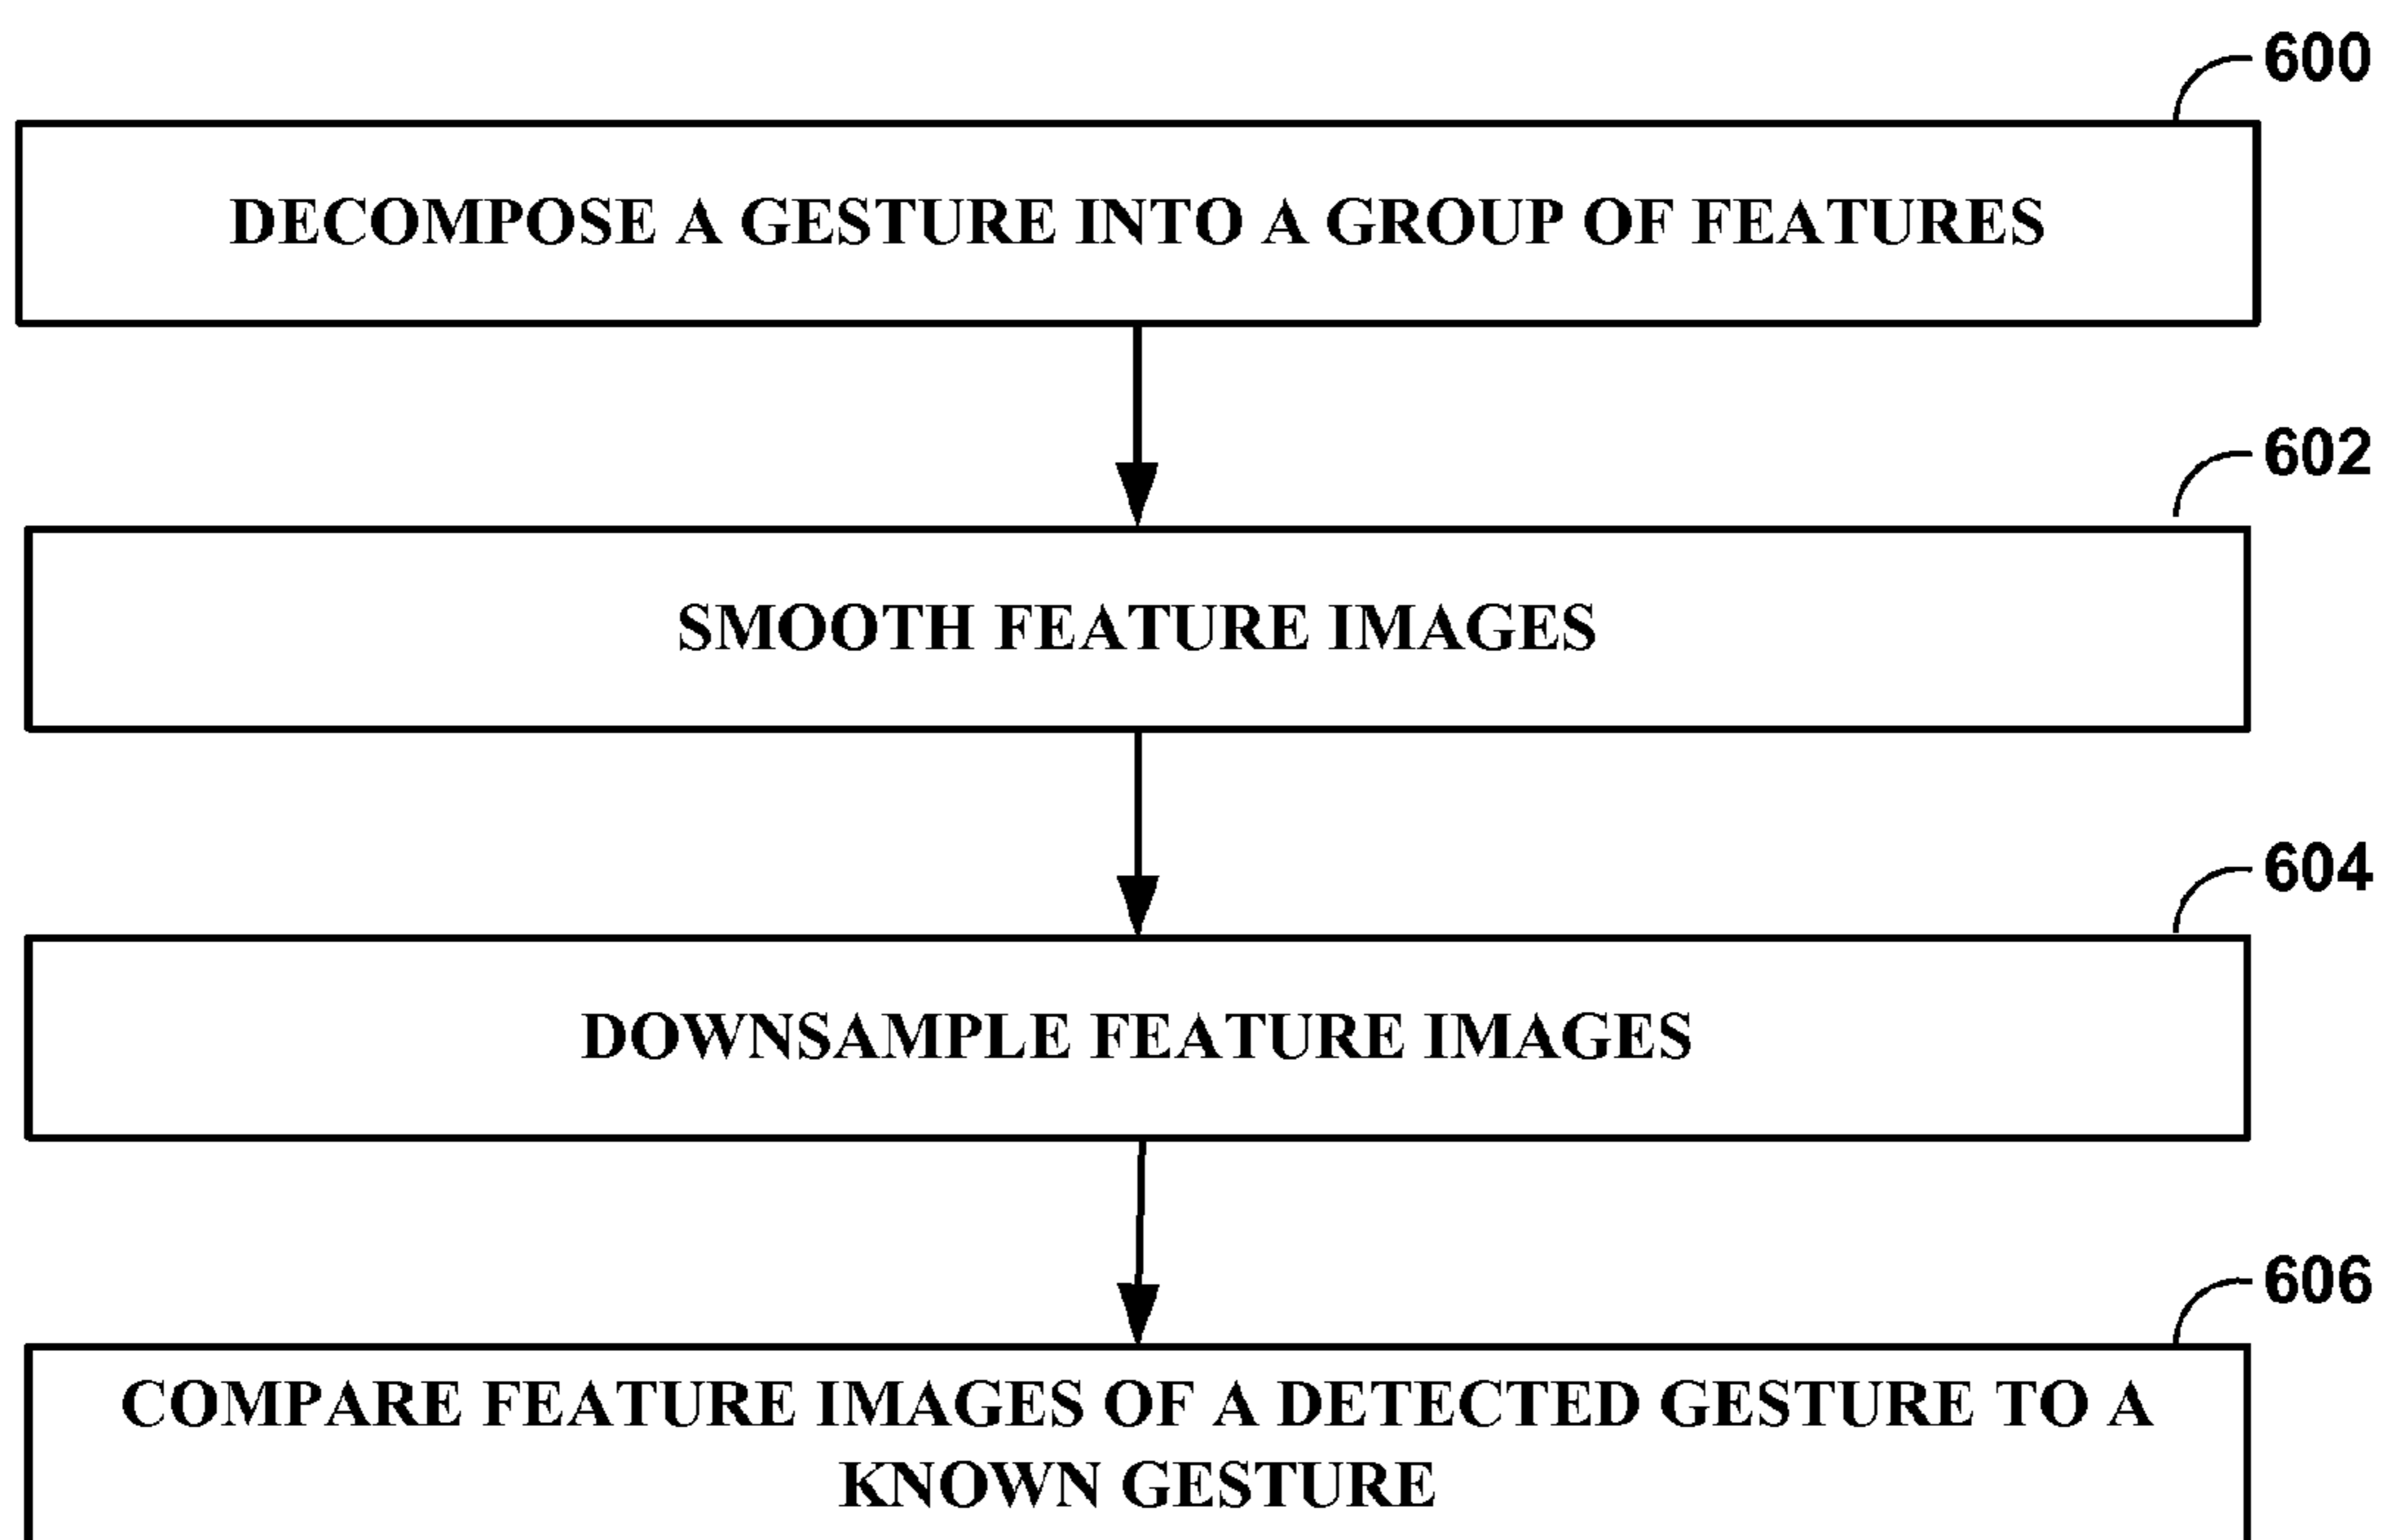 600
DECOMPOSE A GESTURE INTO A GROUP OF FEATURES
602
SMOOTH FEATURE IMAGES
604
DOWNSAMPLE FEATURE IMAGES
606
COMPARE FEATURE IMAGES OF A DETECTED GESTURE TO A
KNOWN GESTURE